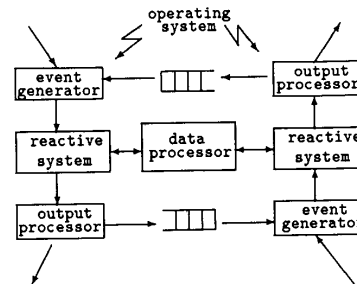 operating
system
event
generator
output
processor
reactive
system
data
processor
reactive
system
output
processor
event
generator